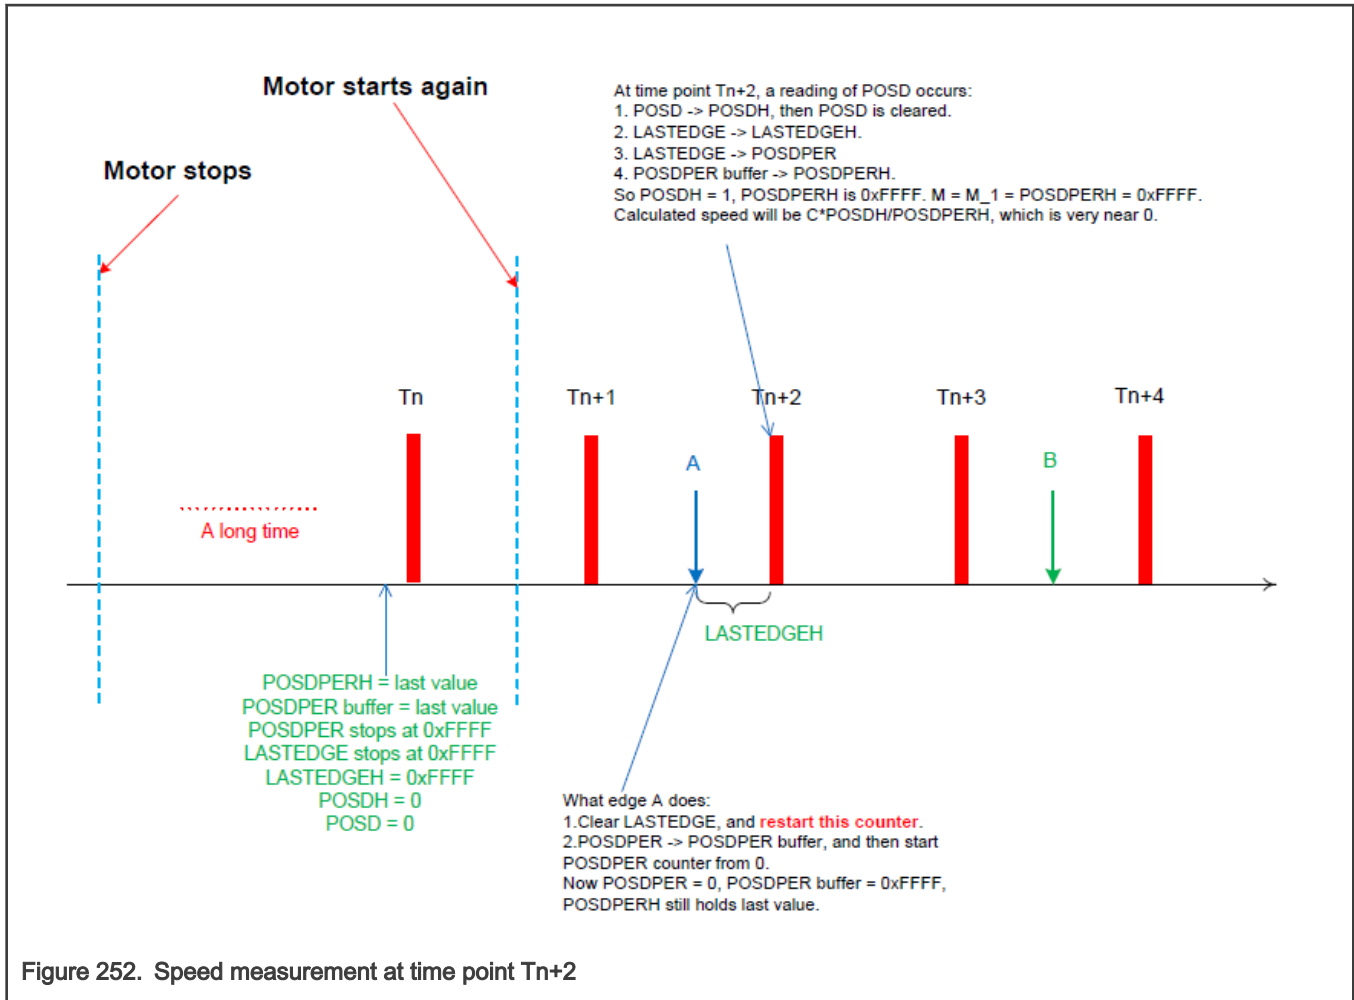 Motor starts again
At time point Tn+2, a reading of POSD occurs:
1. POSD -> POSDH, then POSD is cleared.
2. LASTEDGE -> LASTEDGEH.
3. LASTEDGE -> POSDPER
4. POSDPER buffer -> POSDPERH.
So POSDH = 1, POSDPERH is 0xFFFF. M = M_1 = POSDPERH = 0xFFFF.
Calculated speed will be C*POSDH/POSDPERH, which is very near 0.
Motor stops
Tn
Tn+1
Tn+2
Tn+3
Tn+4
A
B
A long time
LASTEDGEH
POSDPERH = last value
POSDPER buffer = last value
POSDPER stops at 0xFFFF
LASTEDGE stops at 0xFFFF
LASTEDGEH = 0xFFFF
POSDH = 0
POSD = 0
What edge A does:
1.Clear LASTEDGE, and restart this counter.
2.POSDPER -> POSDPER buffer, and then start
POSDPER counter from 0.
Now POSDPER = 0, POSDPER buffer = 0xFFFF,
POSDPERH still holds last value.
Figure 252. Speed measurement at time point Tn+2